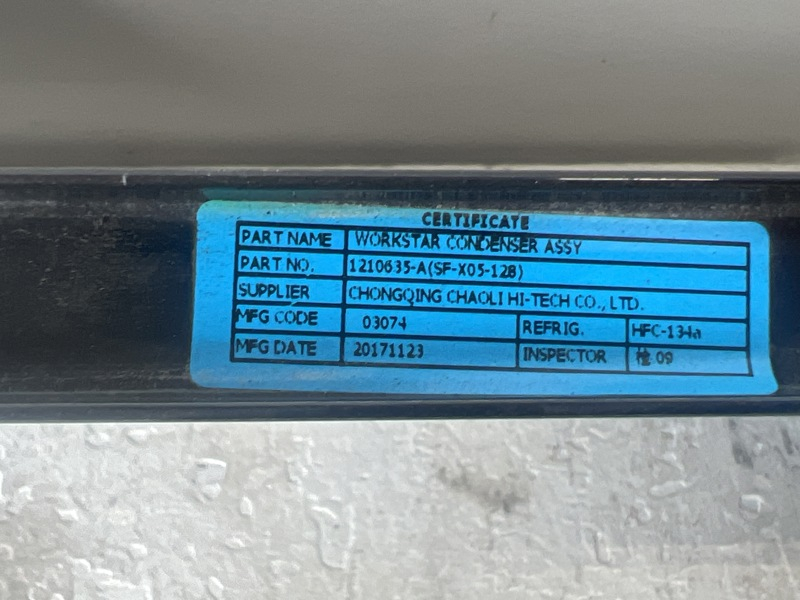 CERTIFICATE
PART NAME WORKSTAR CONDENSER ASSY
PART NO. 1210635-A(SF-X05-128)
SUPPLIER CHONGQING CHAOLI HI-TECH CO., LTD.
MFG CODE 03074 REFRIG. HFC-134a
MFG DATE 20171123 INSPECTOR 09